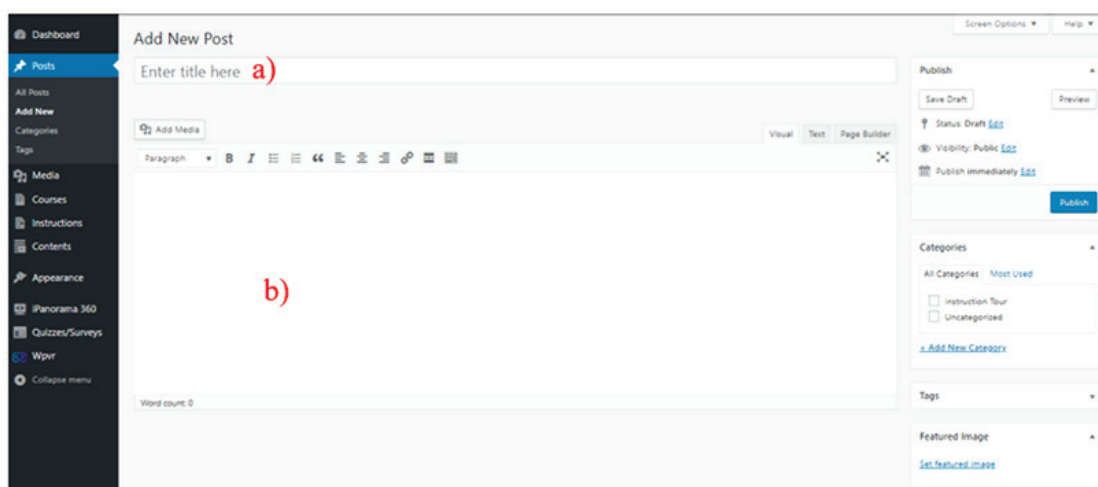 Screen Options Help
Dashboard
Posts
All Posts
Add New
Categories
Tags
Media
Courses
Instructions
Contents
Appearance
iPanorama 360
Quizzes/Surveys
Wpvr
Collapse menu
Add New Post
Enter title here a)
Add Media
Visual Text Page Builder
Paragraph B I
b)
Word count: 0
Publish
Save Draft Preview
Status: Draft Edit
Visibility: Public Edit
Publish immediately Edit
Publish
Categories
All Categories Most Used
Instruction Tour
Uncategorized
+ Add New Category
Tags
Featured Image
Set featured image